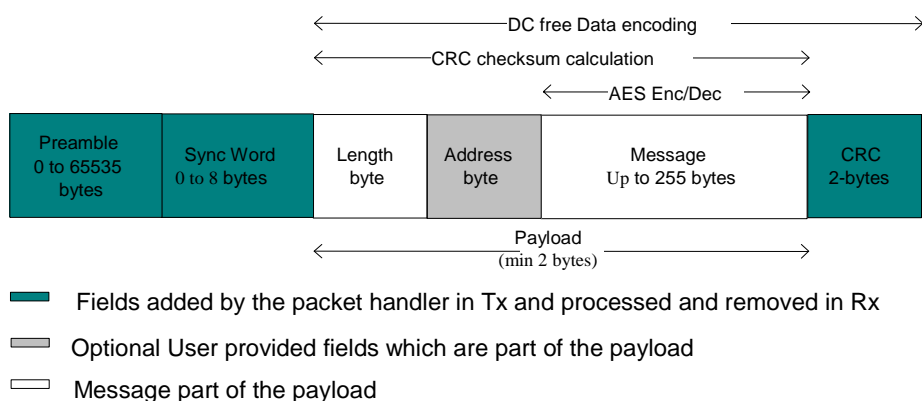 DC free Data encoding
CRC checksum calculation
AES Enc/Dec
Preamble
0 to 65535
bytes
Sync Word
0 to 8 bytes
Length
byte
Address
byte
Message
Up to 255 bytes
CRC
2-bytes
Payload
(min 2 bytes)
Fields added by the packet handler in Tx and processed and removed in Rx
Optional User provided fields which are part of the payload
Message part of the payload